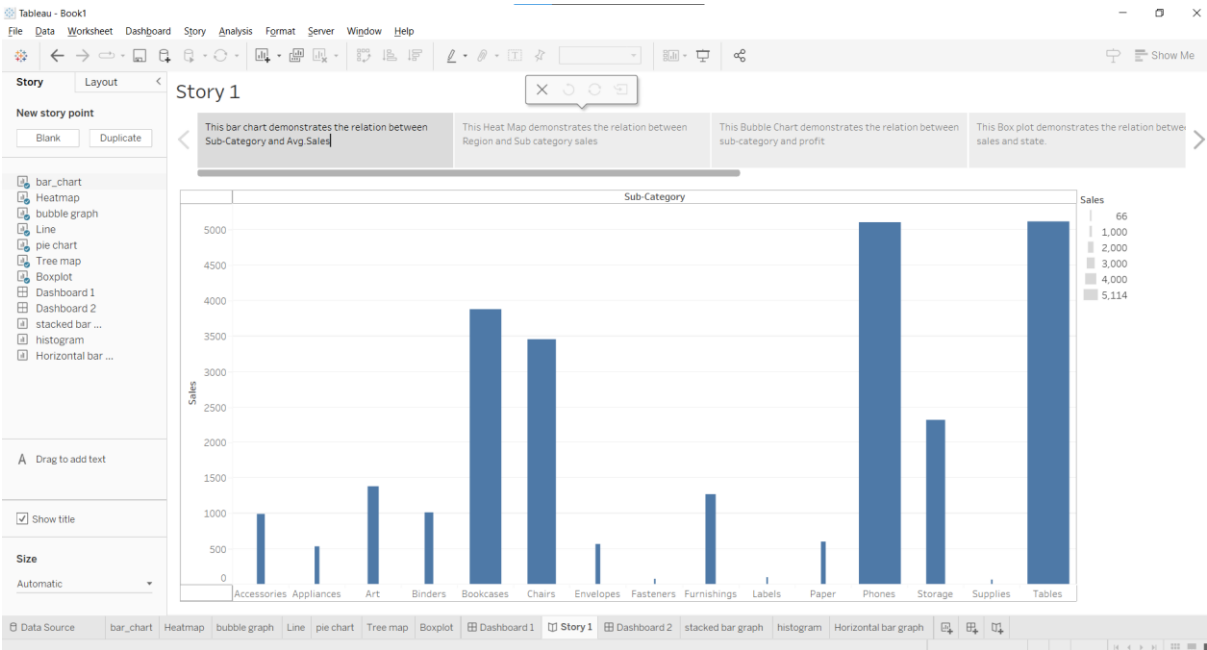 Tableau - Book1
File Data Worksheet Dashboard Story Analysis Format Server Window Help
Show Me
Story Layout
New story point
Blank Duplicate
bar_chart
Heatmap
bubble graph
Line
pie chart
Tree map
Boxplot
Dashboard 1
Dashboard 2
stacked bar ...
histogram
Horizontal bar ...
A Drag to add text
Show title
Size
Automatic
Story 1
This bar chart demonstrates the relation between
Sub-Category and Avg.Sales
This Heat Map demonstrates the relation between
Region and Sub category sales
This Bubble Chart demonstrates the relation between
sub-category and profit
This Box plot demonstrates the relation betwe
sales and state.
Sub-Category
Sales
5000
4500
4000
3500
3000
2500
2000
1500
1000
500
0
Accessories Appliances Art Binders Bookcases Chairs Envelopes Fasteners Furnishings Labels Paper Phones Storage Supplies Tables
Sales
66
1,000
2,000
3,000
4,000
5,114
Data Source bar_chart Heatmap bubble graph Line pie chart Tree map Boxplot Dashboard 1 Story 1 Dashboard 2 stacked bar graph histogram Horizontal bar graph